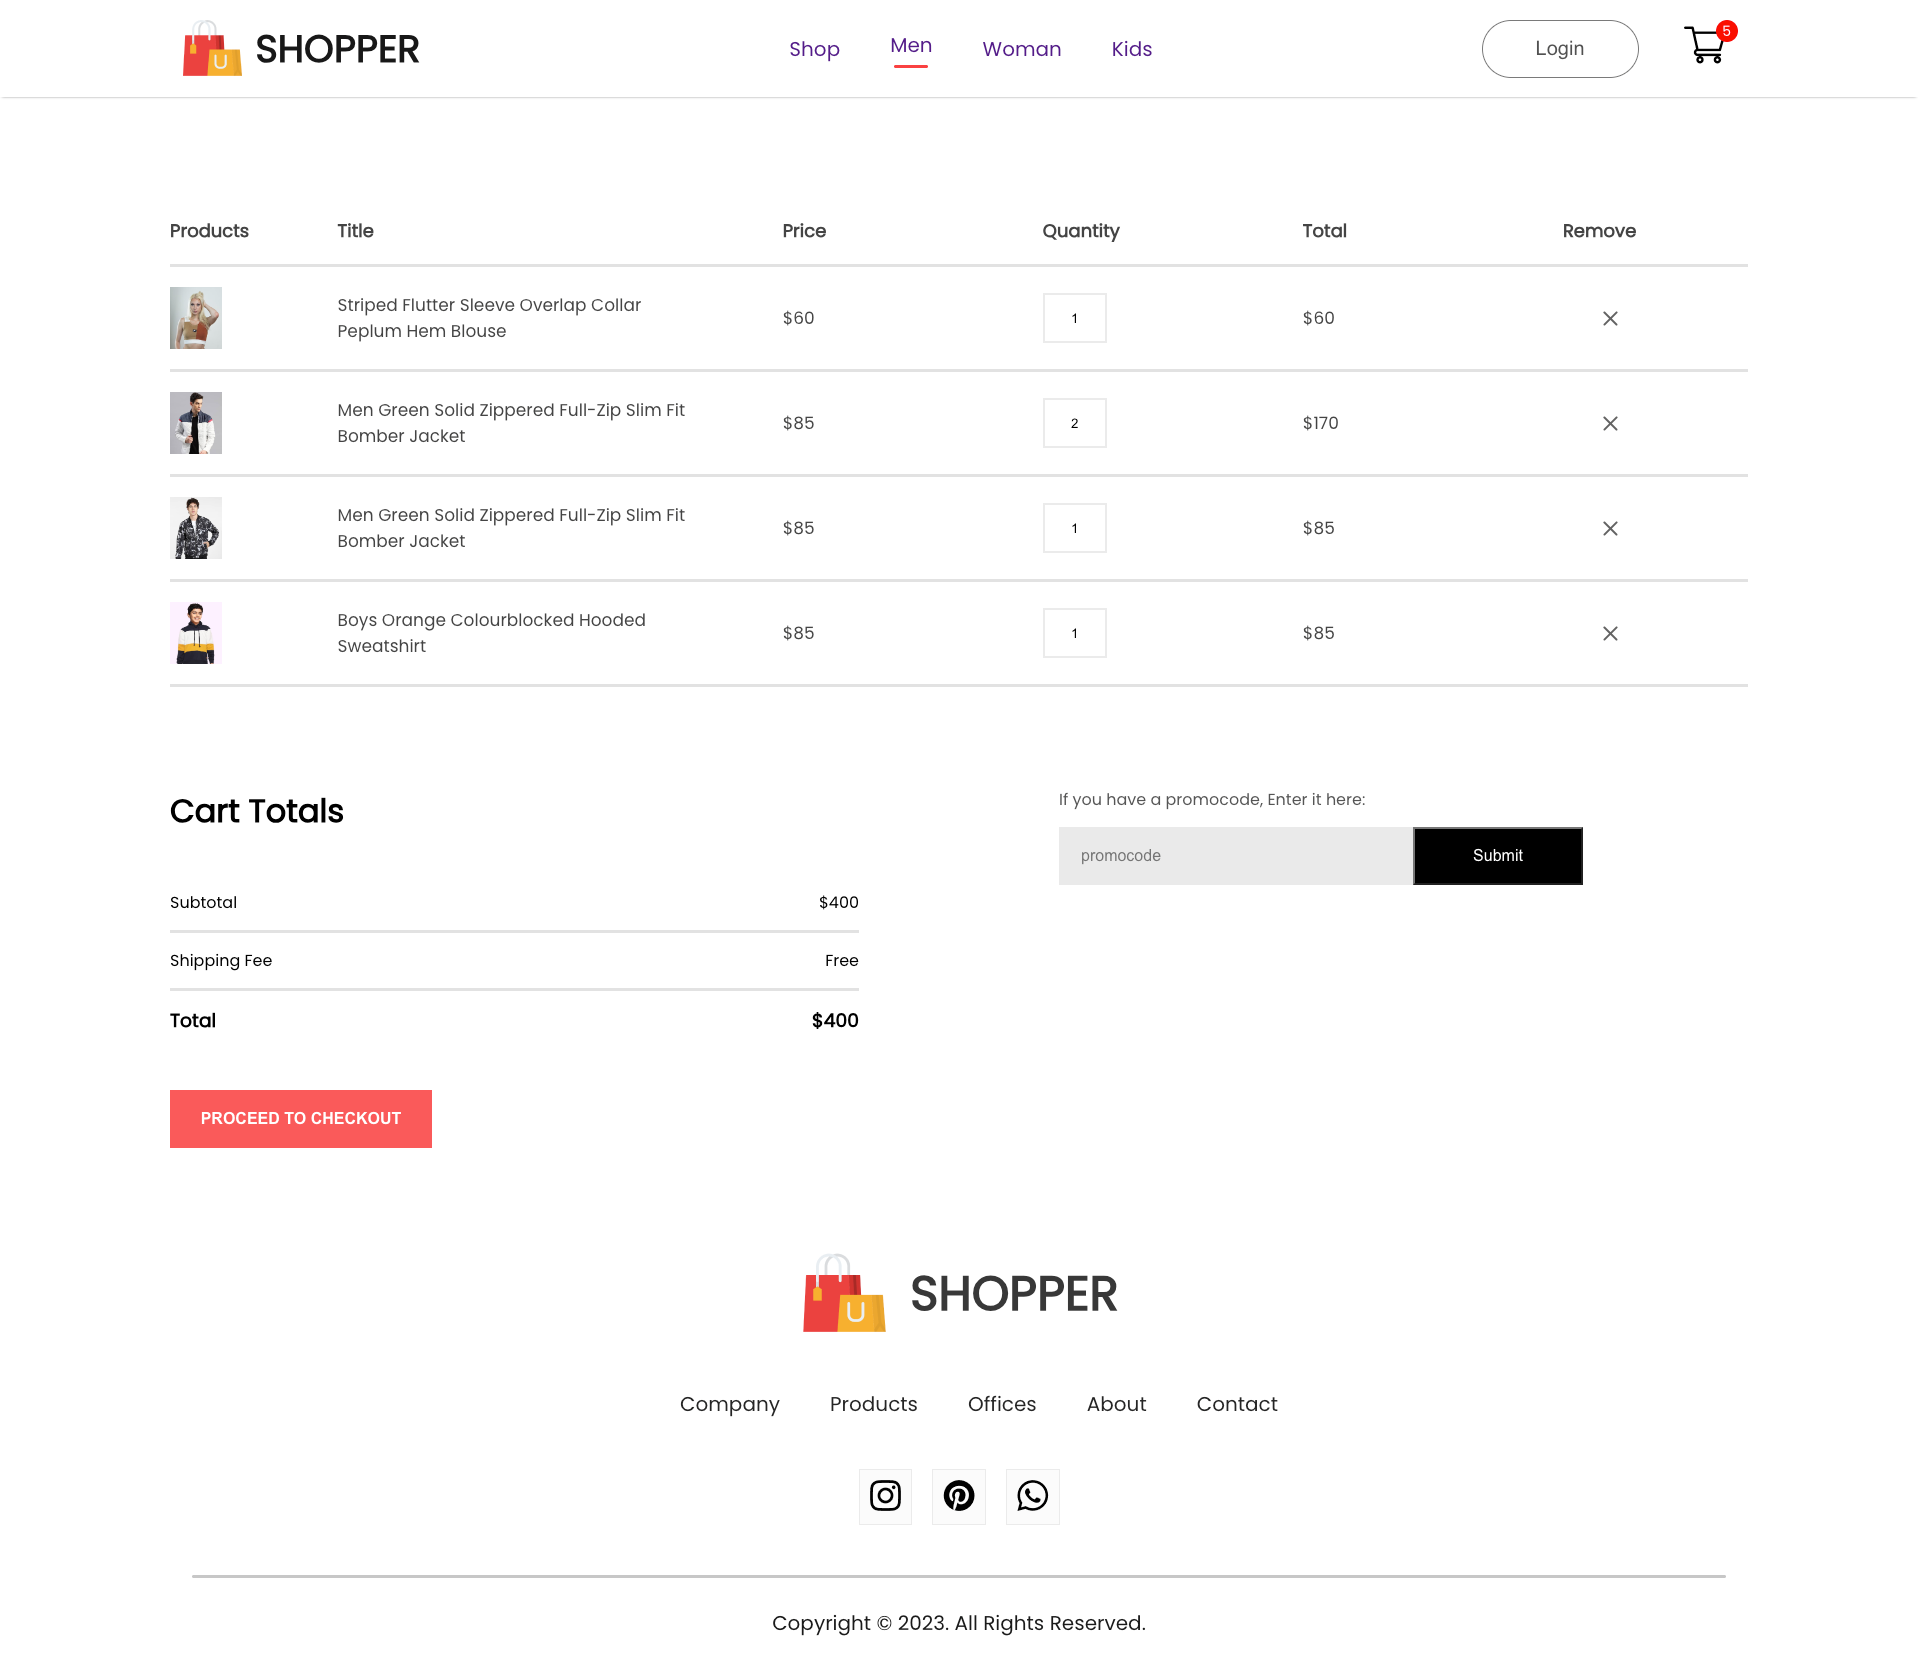 SHOPPER
Shop Men Woman Kids
Login
5
Products Title Price Quantity Total Remove
Striped Flutter Sleeve Overlap Collar
Peplum Hem Blouse
$60 1 $60
Men Green Solid Zippered Full-Zip Slim Fit
Bomber Jacket
$85 2 $170
Men Green Solid Zippered Full-Zip Slim Fit
Bomber Jacket
$85 1 $85
Boys Orange Colourblocked Hooded
Sweatshirt
$85 1 $85
Cart Totals
Subtotal $400
Shipping Fee Free
Total $400
PROCEED TO CHECKOUT
If you have a promocode, Enter it here:
promocode Submit
SHOPPER
Company Products Offices About Contact
Copyright © 2023. All Rights Reserved.